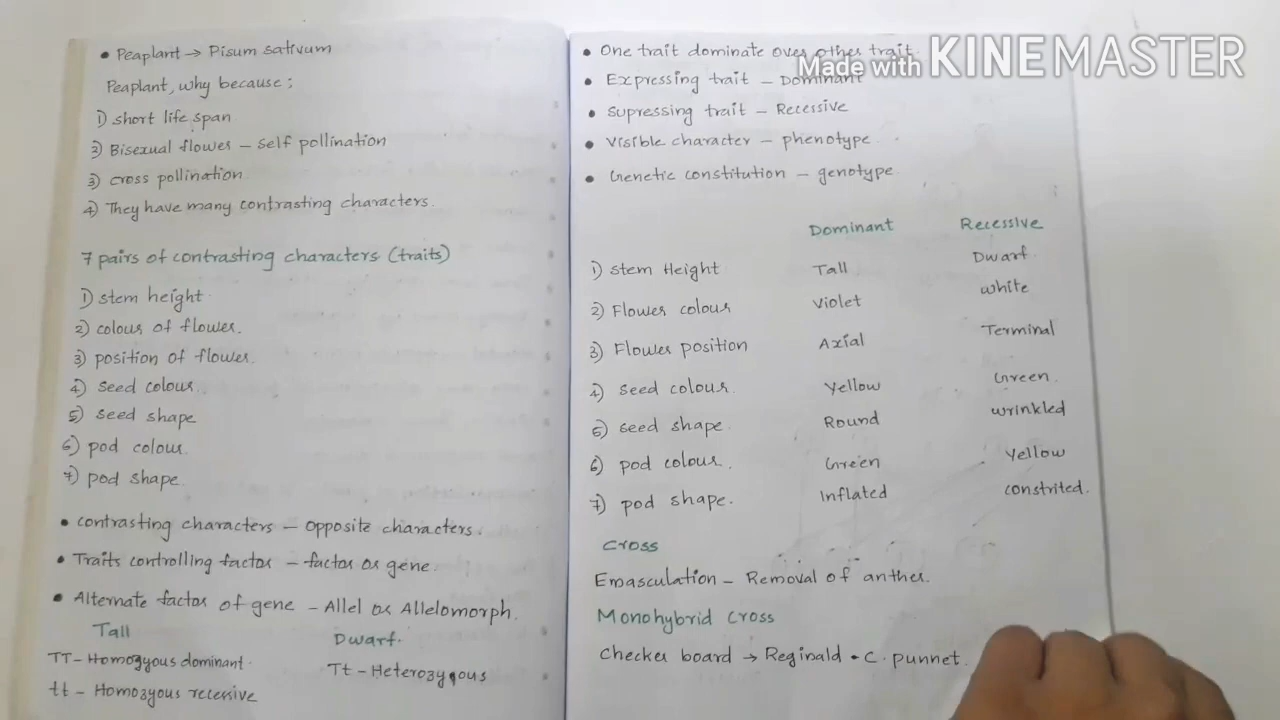 • Peaplant → Pisum sativum
Peaplant, why because;
1) short life span
2) Bisexual flower - self pollination
3) cross pollination
4) They have many contrasting characters.
7 pairs of contrasting characters (traits)
1) stem height
2) colour of flower.
3) position of flower.
4) seed colour.
5) seed shape
6) pod colour.
7) pod shape.
• contrasting characters - opposite characters.
• Traits controlling factor - factor or gene.
• Alternate factor of gene - Allel or Allelomorph.
Tall Dwarf.
TT - Homozyous dominant. Tt - Heterozygous
tt - Homozyous recessive
• One trait dominate over other trait.
• Expressing trait - Dominant
• Supressing trait - Recessive
• Visible character - phenotype
• Genetic constitution - genotype
Dominant Recessive
1) stem Height Tall Dwarf.
2) Flower colour Violet white
3) Flower position Axial Terminal
4) seed colour. Yellow Green.
5) seed shape. Round wrinkled
6) pod colour. Green Yellow
7) pod shape. Inflated constrited.
Cross
Emasculation - Removal of anther.
Monohybrid cross
Checker board → Reginald . C. punnet.
Made with KINEMASTER